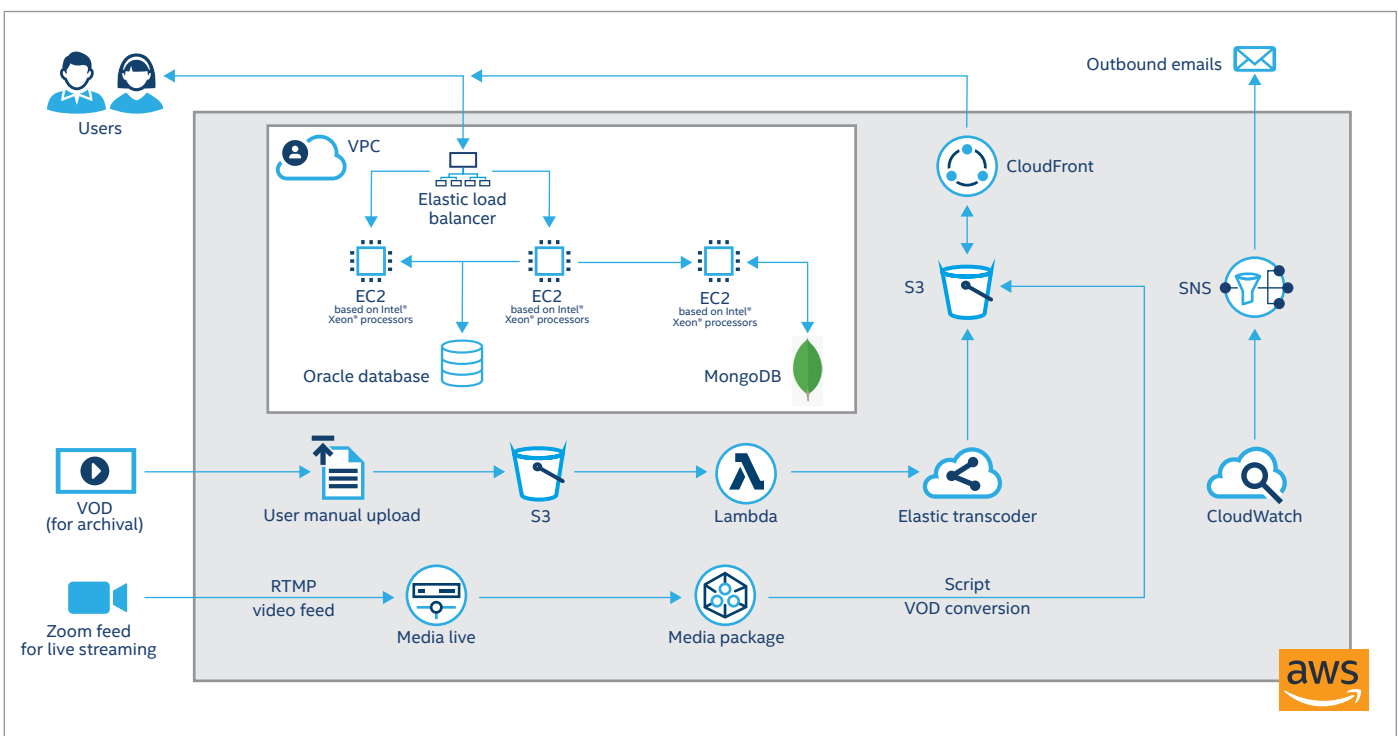 Users
Outbound emails
VPC
Elastic load
balancer
CloudFront
EC2
based on Intel®
Xeon® processors
EC2
based on Intel®
Xeon® processors
EC2
based on Intel®
Xeon® processors
S3
SNS
Oracle database
MongoDB
VOD
(for archival)
User manual upload
S3
Lambda
Elastic transcoder
CloudWatch
Zoom feed
for live streaming
RTMP
video feed
Media live
Media package
Script
VOD conversion
aws